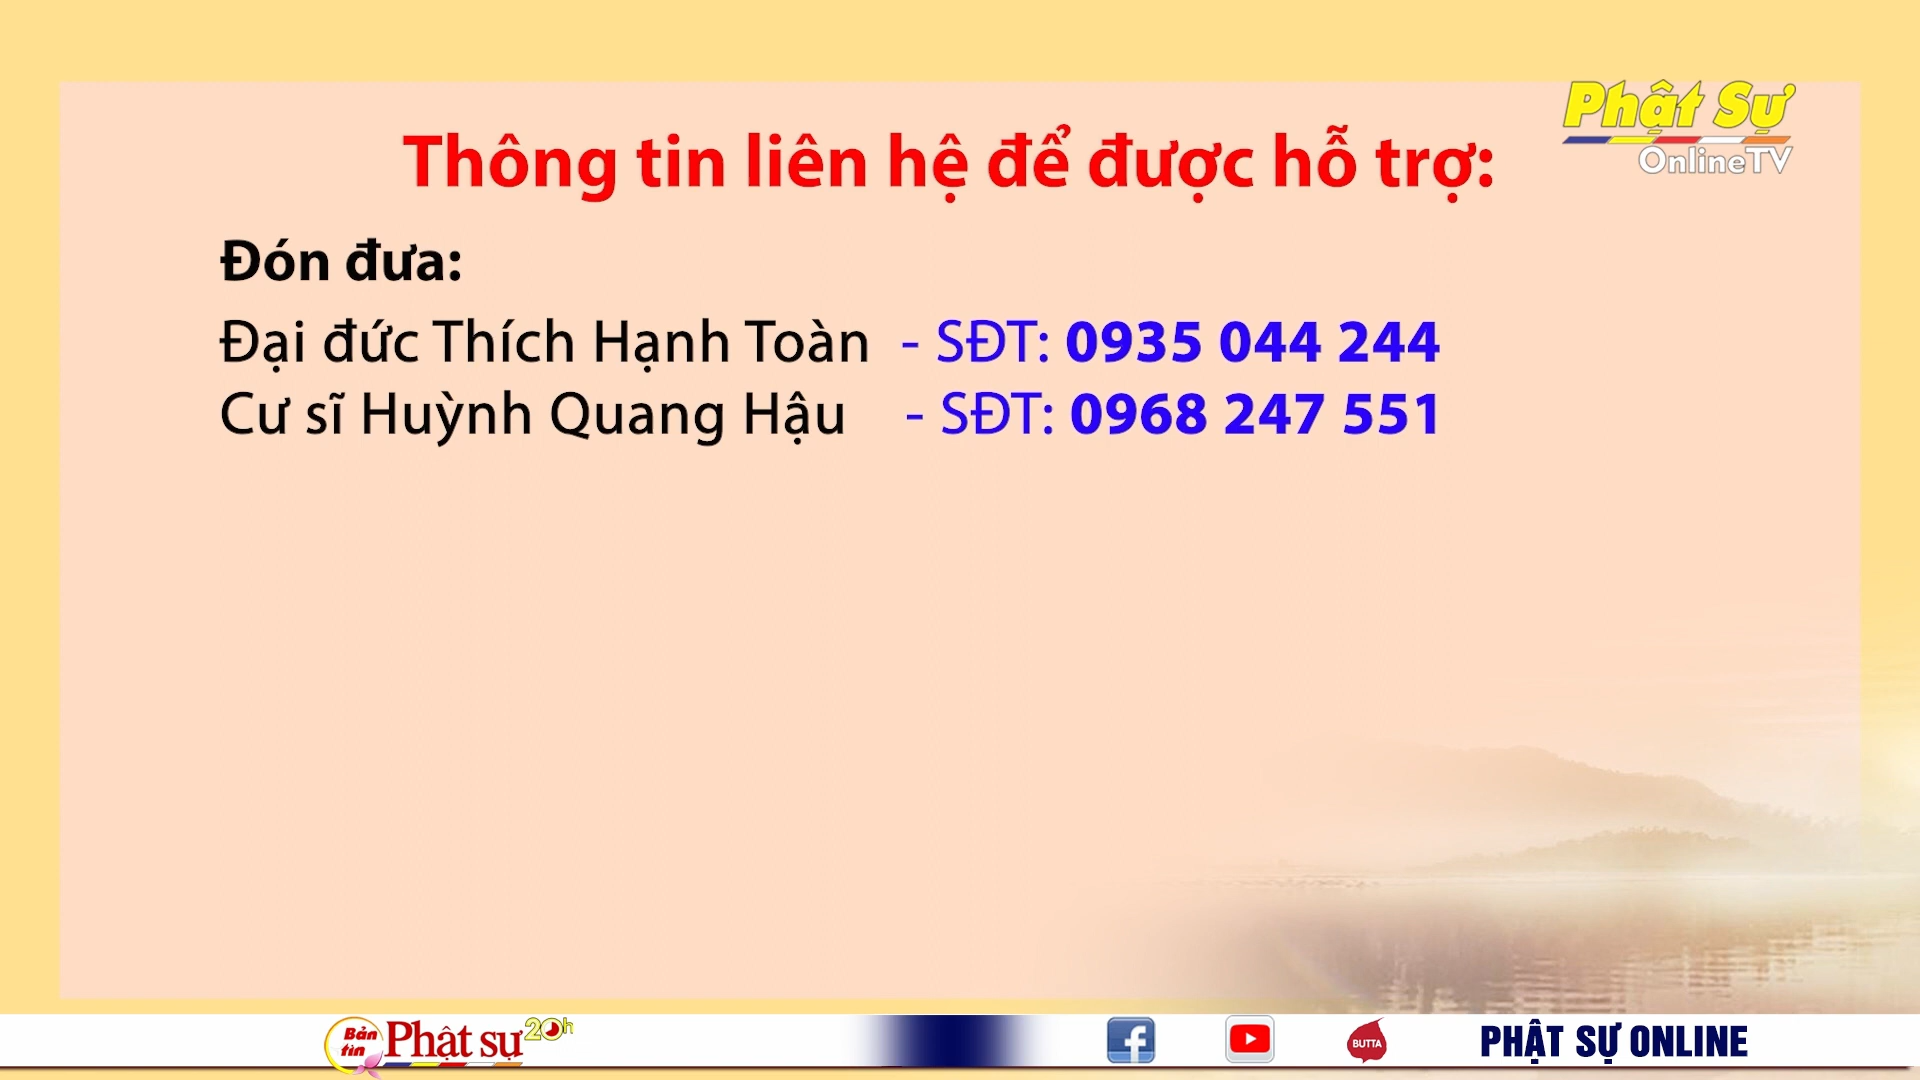 Phật Sự
OnlineTV
Thông tin liên hệ để được hỗ trợ:
Đón đưa:
Đại đức Thích Hạnh Toàn - SĐT: 0935 044 244
Cư sĩ Huỳnh Quang Hậu - SĐT: 0968 247 551
Bản tin Phật sự 20h
BUTTA
PHẬT SỰ ONLINE